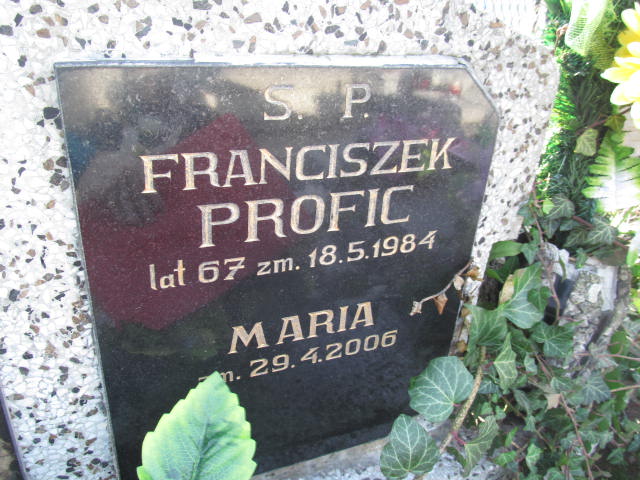 S. P.
FRANCISZEK
PROFIC
lat 67 zm. 18.5.1984
MARIA
zm. 29.4.2006